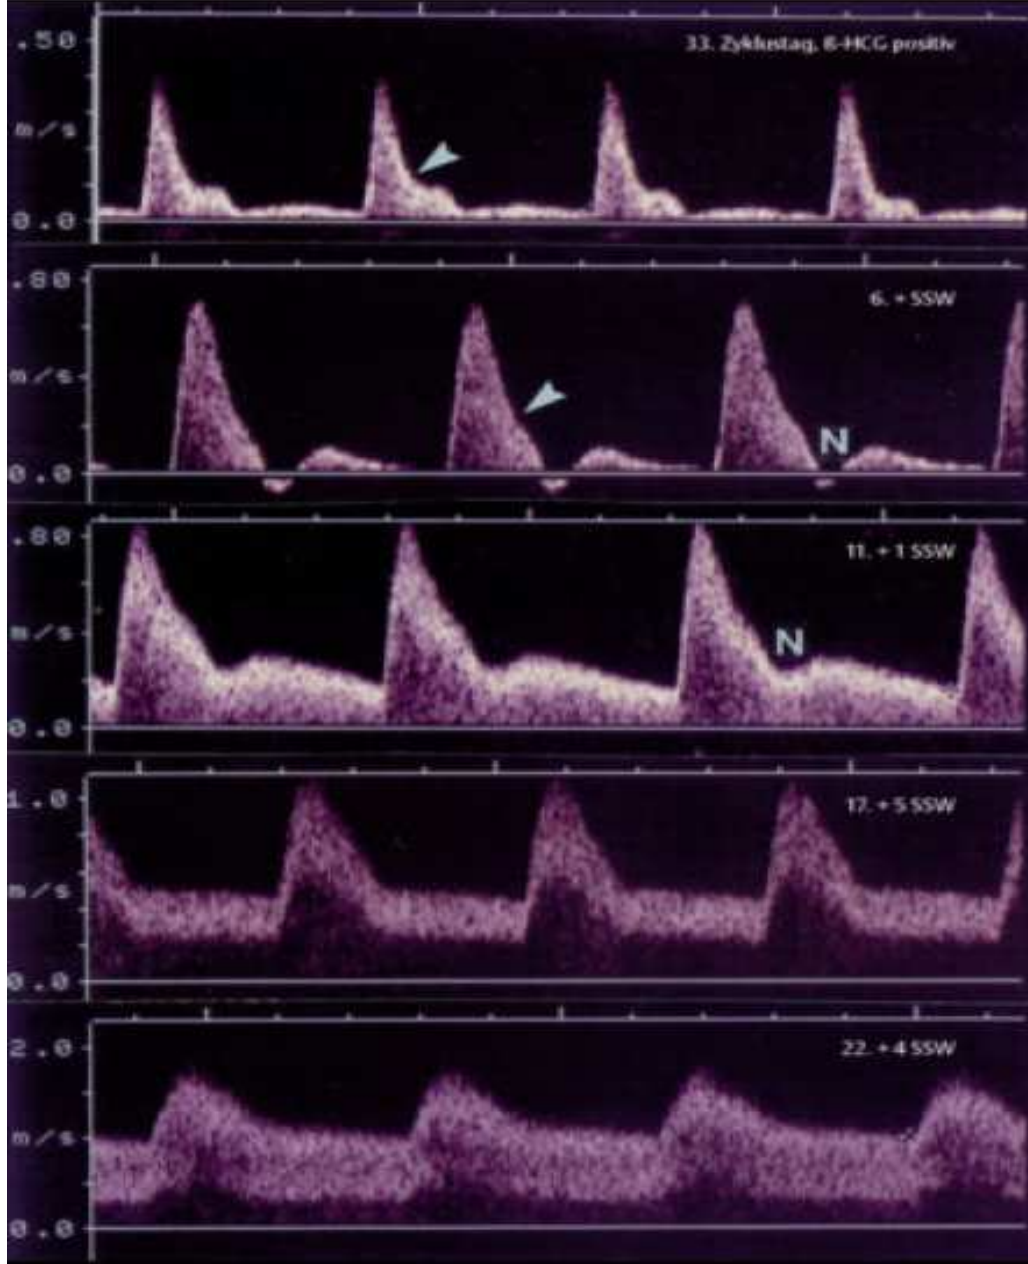 .50
33. Zyklustag, ß-HCG positiv
m/s
0.0
.80
6. + SSW
m/s
N
0.0
.80
11. + 1 SSW
m/s
N
0.0
1.0
17. + 5 SSW
m/s
0.0
2.0
22. + 4 SSW
m/s
0.0